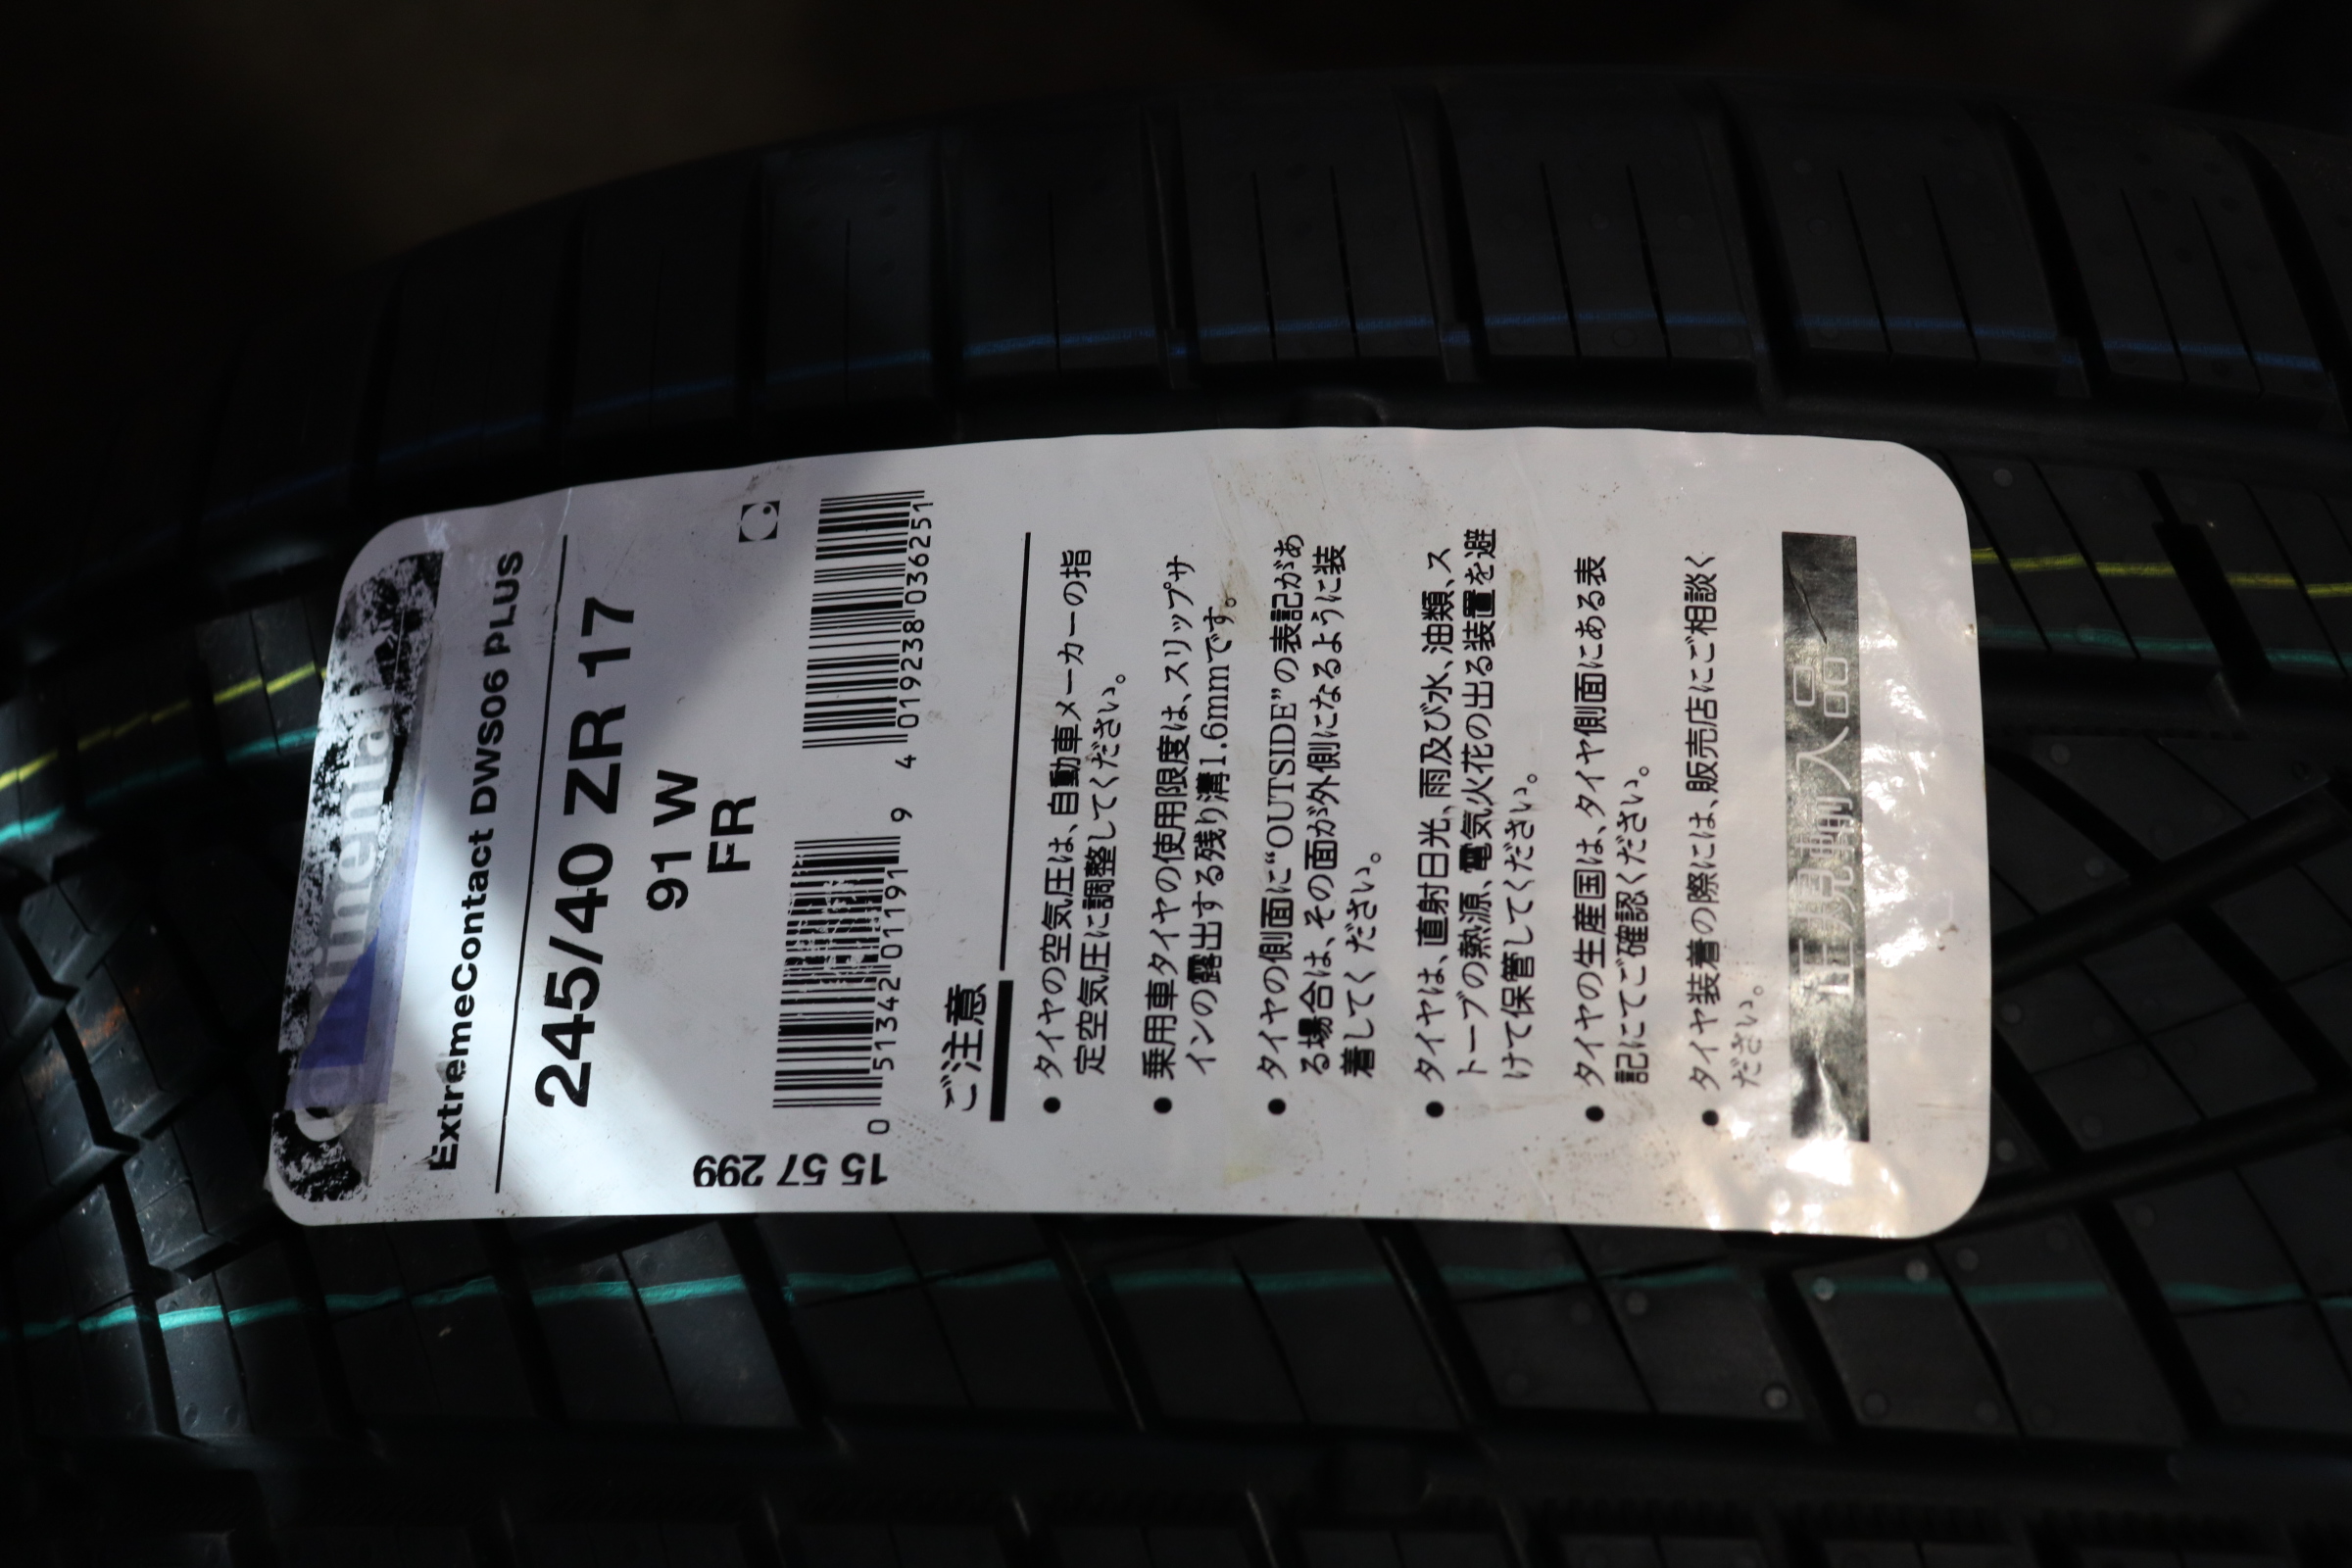 Continental
ExtremeContact DWS06 PLUS
245/40 ZR 17
91 W
FR
0 51342 01191 9
4 019238 036251
15 57 299
ご注意
● タイヤの空気圧は、自動車メーカーの指
定空気圧に調整してください。
● 乗用車タイヤの使用限度は、スリップサ
インの露出する残り溝1.6mmです。
● タイヤの側面に“OUTSIDE”の表記があ
る場合は、その面が外側になるように装
着してください。
● タイヤは、直射日光、雨及び水、油類、ス
トーブの熱源、電気火花の出る装置を避
けて保管してください。
● タイヤの生産国は、タイヤ側面にある表
記にてご確認ください。
● タイヤ装着の際には、販売店にご相談く
ださい。
正規輸入品